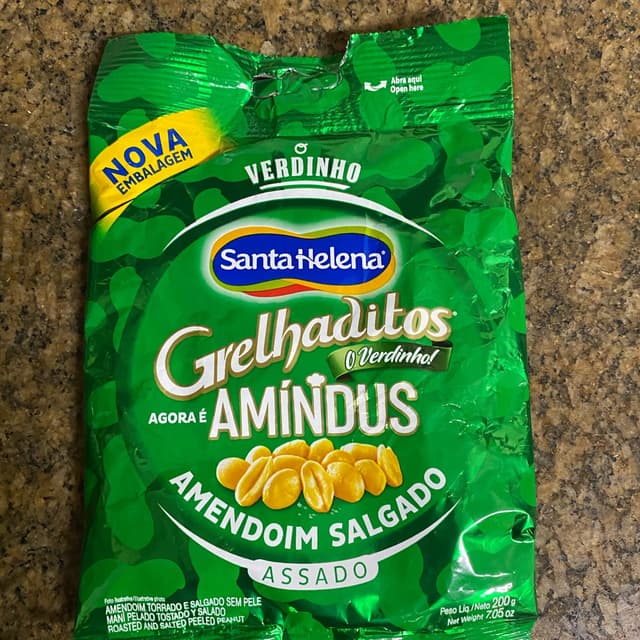 Abra aqui
Open here
NOVA
EMBALAGEM
O
VERDINHO
Santa Helena
Grelhaditos
O Verdinho!
AGORA É AMÍNDUS
AMENDOIM SALGADO
ASSADO
Foto ilustrativa/Ilustrative photo
AMENDOIM TORRADO E SALGADO SEM PELE
MANÍ PELADO TOSTADO Y SALADO
ROASTED AND SALTED PEELED PEANUT
Peso Líq./Neto 200g
Net Weight 7.05 oz